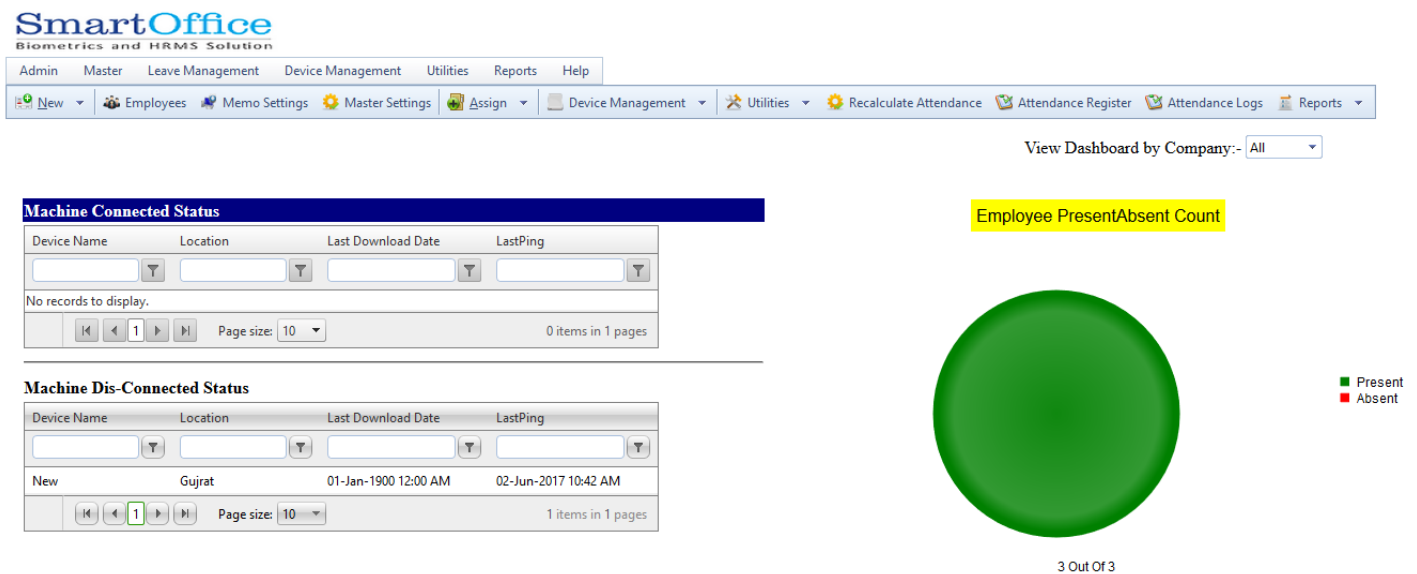 SmartOffice
Biometrics and HRMS Solution
Admin Master Leave Management Device Management Utilities Reports Help
New Employees Memo Settings Master Settings Assign Device Management Utilities Recalculate Attendance Attendance Register Attendance Logs Reports
View Dashboard by Company:- All
Machine Connected Status
Device Name Location Last Download Date LastPing
No records to display.
1 Page size: 10 0 items in 1 pages
Machine Dis-Connected Status
Device Name Location Last Download Date LastPing
New Gujrat 01-Jan-1900 12:00 AM 02-Jun-2017 10:42 AM
1 Page size: 10 1 items in 1 pages
Employee PresentAbsent Count
Present
Absent
3 Out Of 3